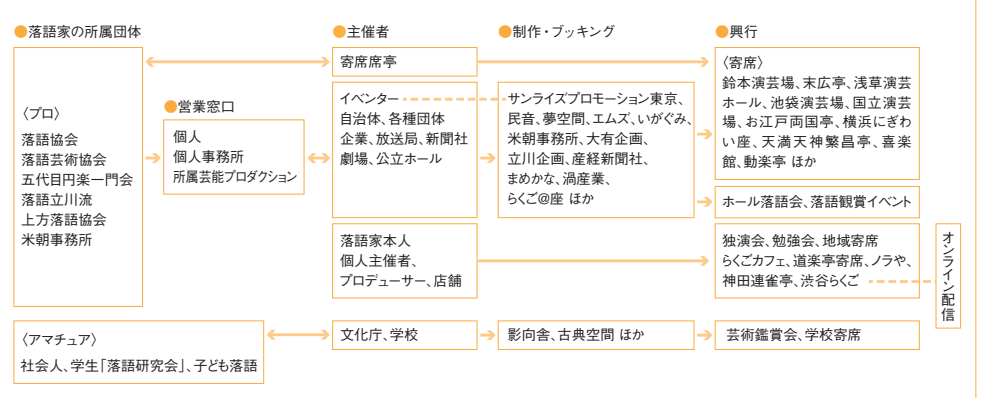 ●落語家の所属団体
〈プロ〉
落語協会
落語芸術協会
五代目円楽一門会
落語立川流
上方落語協会
米朝事務所
〈アマチュア〉
社会人、学生「落語研究会」、子ども落語
●営業窓口
個人
個人事務所
所属芸能プロダクション
●主催者
寄席席亭
イベンター
自治体、各種団体
企業、放送局、新聞社
劇場、公立ホール
落語家本人
個人主催者、
プロデューサー、店舗
文化庁、学校
●制作・ブッキング
サンライズプロモーション東京、
民音、夢空間、エムズ、いがぐみ、
米朝事務所、大有企画、
立川企画、産経新聞社、
まめかな、渦産業、
らくご@座 ほか
影向舎、古典空間 ほか
●興行
〈寄席〉
鈴本演芸場、末広亭、浅草演芸
ホール、池袋演芸場、国立演芸
場、お江戸両国亭、横浜にぎわ
い座、天満天神繁昌亭、喜楽
館、動楽亭 ほか
ホール落語会、落語観賞イベント
独演会、勉強会、地域寄席
らくごカフェ、道楽亭寄席、ノラや、
神田連雀亭、渋谷らくご
芸術鑑賞会、学校寄席
オンライン配信